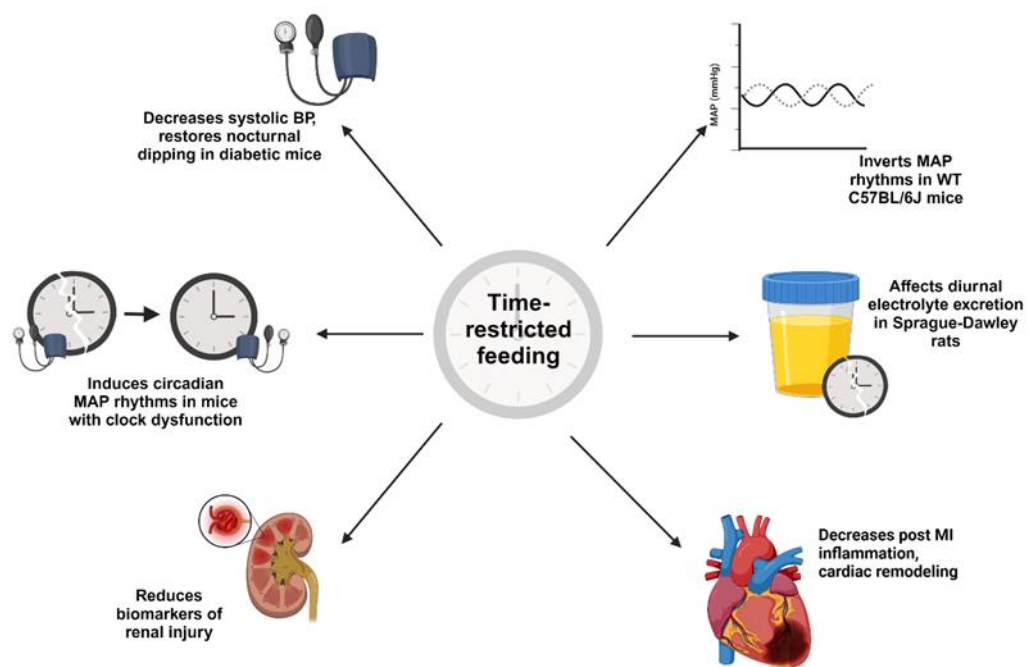 Decreases systolic BP,
restores nocturnal
dipping in diabetic mice
MAP (mmHg)
Inverts MAP
rhythms in WT
C57BL/6J mice
Time-
restricted
feeding
Induces circadian
MAP rhythms in mice
with clock dysfunction
Affects diurnal
electrolyte excretion
in Sprague-Dawley
rats
Reduces
biomarkers of
renal injury
Decreases post MI
inflammation,
cardiac remodeling